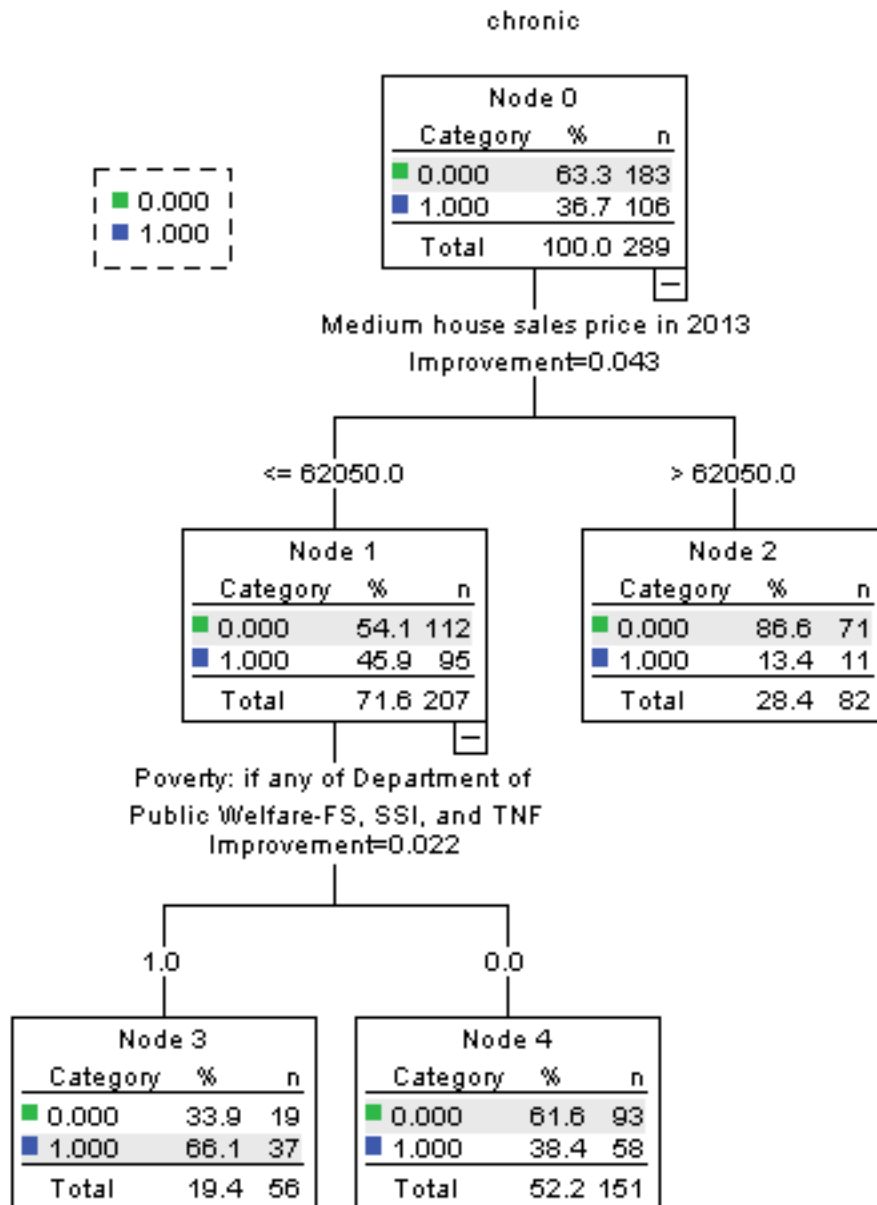 chronic
0.000
1.000
Node 0
Category % n
0.000 63.3 183
1.000 36.7 106
Total 100.0 289
Medium house sales price in 2013
Improvement=0.043
<= 62050.0
> 62050.0
Node 1
Category % n
0.000 54.1 112
1.000 45.9 95
Total 71.6 207
Node 2
Category % n
0.000 86.6 71
1.000 13.4 11
Total 28.4 82
Poverty: if any of Department of
Public Welfare-FS, SSI, and TNF
Improvement=0.022
1.0
0.0
Node 3
Category % n
0.000 33.9 19
1.000 66.1 37
Total 19.4 56
Node 4
Category % n
0.000 61.6 93
1.000 38.4 58
Total 52.2 151